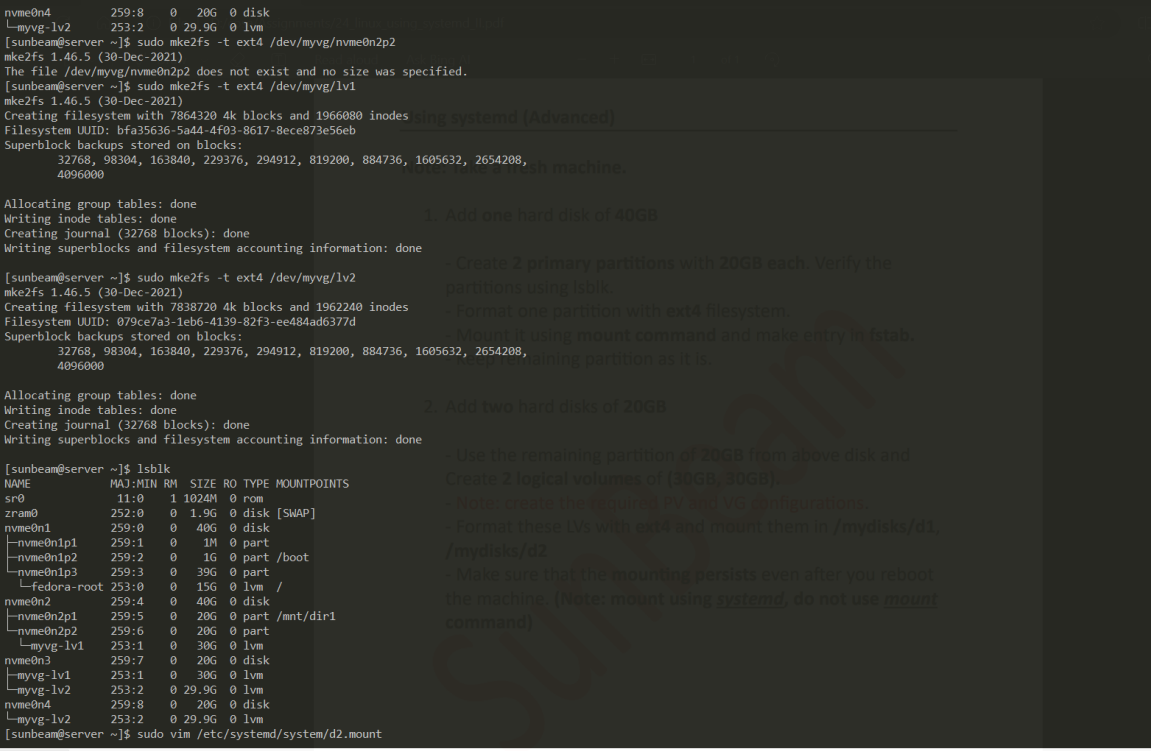 nvme0n4         259:8    0   20G  0 disk
└─myvg-lv2      253:2    0 29.9G  0 lvm
[sunbeam@server ~]$ sudo mke2fs -t ext4 /dev/myvg/nvme0n2p2
mke2fs 1.46.5 (30-Dec-2021)
The file /dev/myvg/nvme0n2p2 does not exist and no size was specified.
[sunbeam@server ~]$ sudo mke2fs -t ext4 /dev/myvg/lv1
mke2fs 1.46.5 (30-Dec-2021)
Creating filesystem with 7864320 4k blocks and 1966080 inodes
Filesystem UUID: bfa35636-5a44-4f03-8617-8ece873e56eb
Superblock backups stored on blocks:
        32768, 98304, 163840, 229376, 294912, 819200, 884736, 1605632, 2654208,
        4096000

Allocating group tables: done
Writing inode tables: done
Creating journal (32768 blocks): done
Writing superblocks and filesystem accounting information: done

[sunbeam@server ~]$ sudo mke2fs -t ext4 /dev/myvg/lv2
mke2fs 1.46.5 (30-Dec-2021)
Creating filesystem with 7838720 4k blocks and 1962240 inodes
Filesystem UUID: 079ce7a3-1eb6-4139-82f3-ee484ad6377d
Superblock backups stored on blocks:
        32768, 98304, 163840, 229376, 294912, 819200, 884736, 1605632, 2654208,
        4096000

Allocating group tables: done
Writing inode tables: done
Creating journal (32768 blocks): done
Writing superblocks and filesystem accounting information: done

[sunbeam@server ~]$ lsblk
NAME            MAJ:MIN RM  SIZE RO TYPE MOUNTPOINTS
sr0              11:0    1 1024M  0 rom
zram0           252:0    0  1.9G  0 disk [SWAP]
nvme0n1         259:0    0   40G  0 disk
├─nvme0n1p1     259:1    0    1M  0 part
├─nvme0n1p2     259:2    0    1G  0 part /boot
└─nvme0n1p3     259:3    0   39G  0 part
  └─fedora-root 253:0    0   15G  0 lvm  /
nvme0n2         259:4    0   40G  0 disk
├─nvme0n2p1     259:5    0   20G  0 part /mnt/dir1
└─nvme0n2p2     259:6    0   20G  0 part
  └─myvg-lv1    253:1    0   30G  0 lvm
nvme0n3         259:7    0   20G  0 disk
├─myvg-lv1      253:1    0   30G  0 lvm
└─myvg-lv2      253:2    0 29.9G  0 lvm
nvme0n4         259:8    0   20G  0 disk
└─myvg-lv2      253:2    0 29.9G  0 lvm
[sunbeam@server ~]$ sudo vim /etc/systemd/system/d2.mount
Using systemd [Advanced]
Note: Take a fresh machine.
1. Add one hard disk of 40GB
- Create 2 primary partitions with 20GB each. Verify the
partitions using lsblk.
- Format one partition with ext4 filesystem.
- Mount it using mount command and make entry in fstab.
- Keep remaining partition as it is.
2. Add two hard disks of 20GB
- Use the remaining partition of 20GB from above disk and
Create 2 logical volumes of (30GB, 30GB).
- Note: create the required PV and VG configurations.
- Format these LVs with ext4 and mount them in /mydisks/d1,
/mydisks/d2
- Make sure that the mounting persists even after you reboot
the machine. (Note: mount using systemd, do not use mount
command)